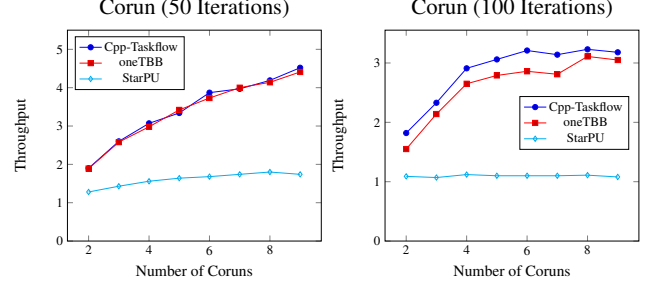 Corun (50 Iterations)
Throughput
5
4
3
2
1
0
Cpp-Taskflow
oneTBB
StarPU
2 4 6 8
Number of Coruns
Corun (100 Iterations)
Throughput
3
2
1
0
Cpp-Taskflow
oneTBB
StarPU
2 4 6 8
Number of Coruns